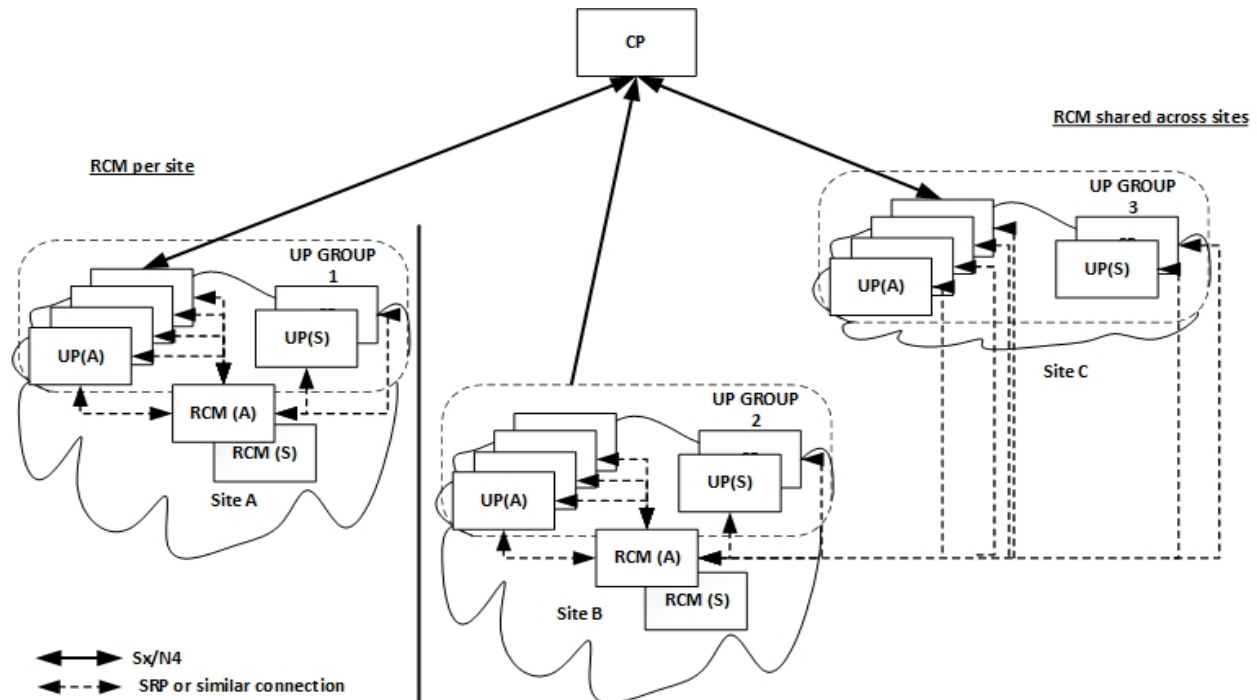 CP
RCM shared across sites
RCM per site
UP GROUP
3
UP(S)
UP(A)
Site C
UP GROUP
1
UP(S)
UP(A)
RCM (A)
RCM (S)
Site A
UP GROUP
2
UP(S)
UP(A)
RCM (A)
RCM (S)
Site B
Sx/N4
SRP or similar connection